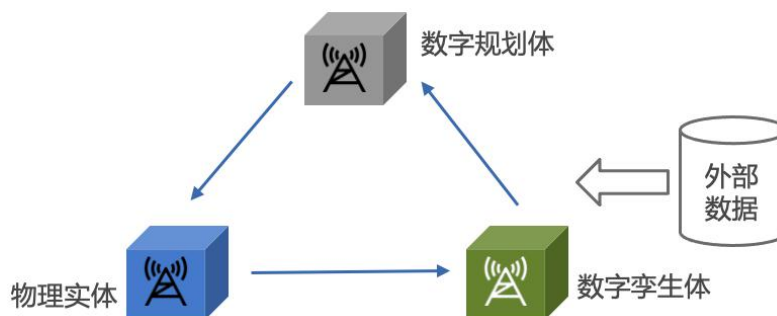 数字规划体
外部
数据
物理实体
数字孪生体